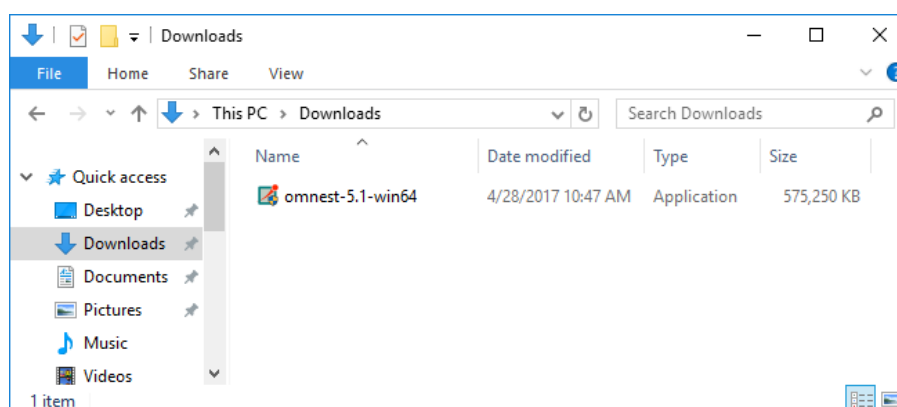 Downloads
File Home Share View
This PC > Downloads Search Downloads
Name Date modified Type Size
Quick access
omnest-5.1-win64 4/28/2017 10:47 AM Application 575,250 KB
Desktop
Downloads
Documents
Pictures
Music
Videos
1 item